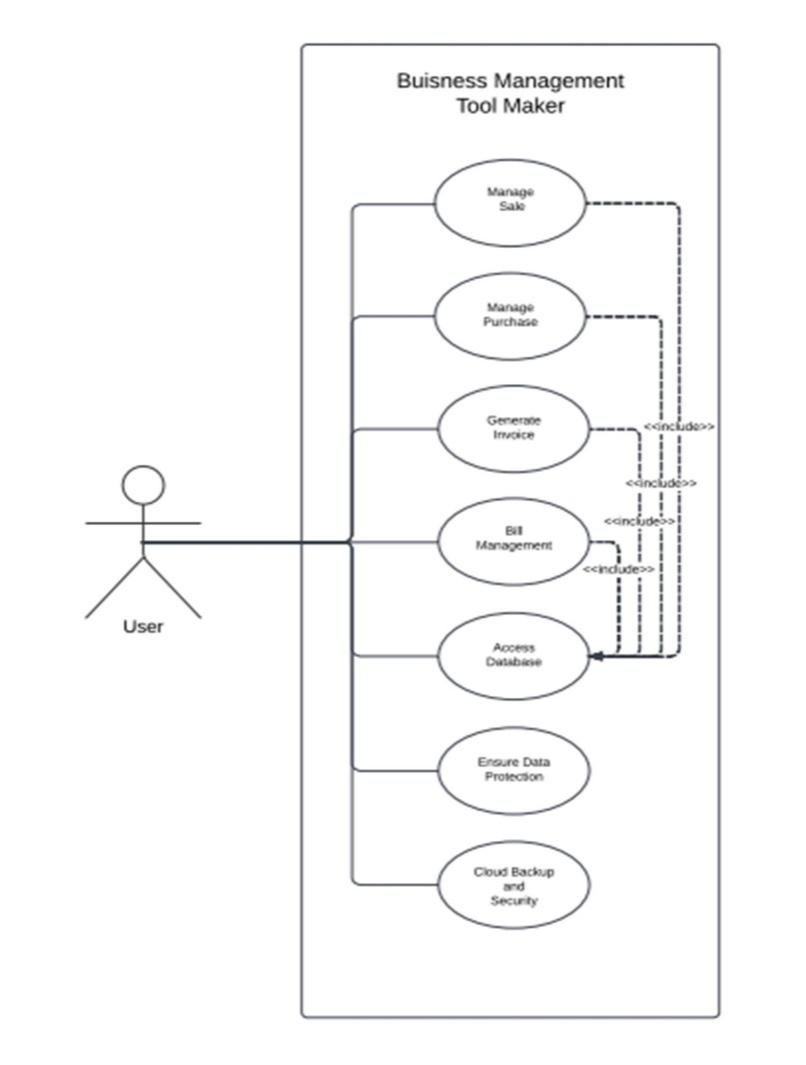 Buisness Management
Tool Maker
Manage
Sale
Manage
Purchase
Generate
Invoice
<<include>>
<<include>>
<<include>>
Bill
Management
<<include>>
User
Access
Database
Ensure Data
Protection
Cloud Backup
and
Security